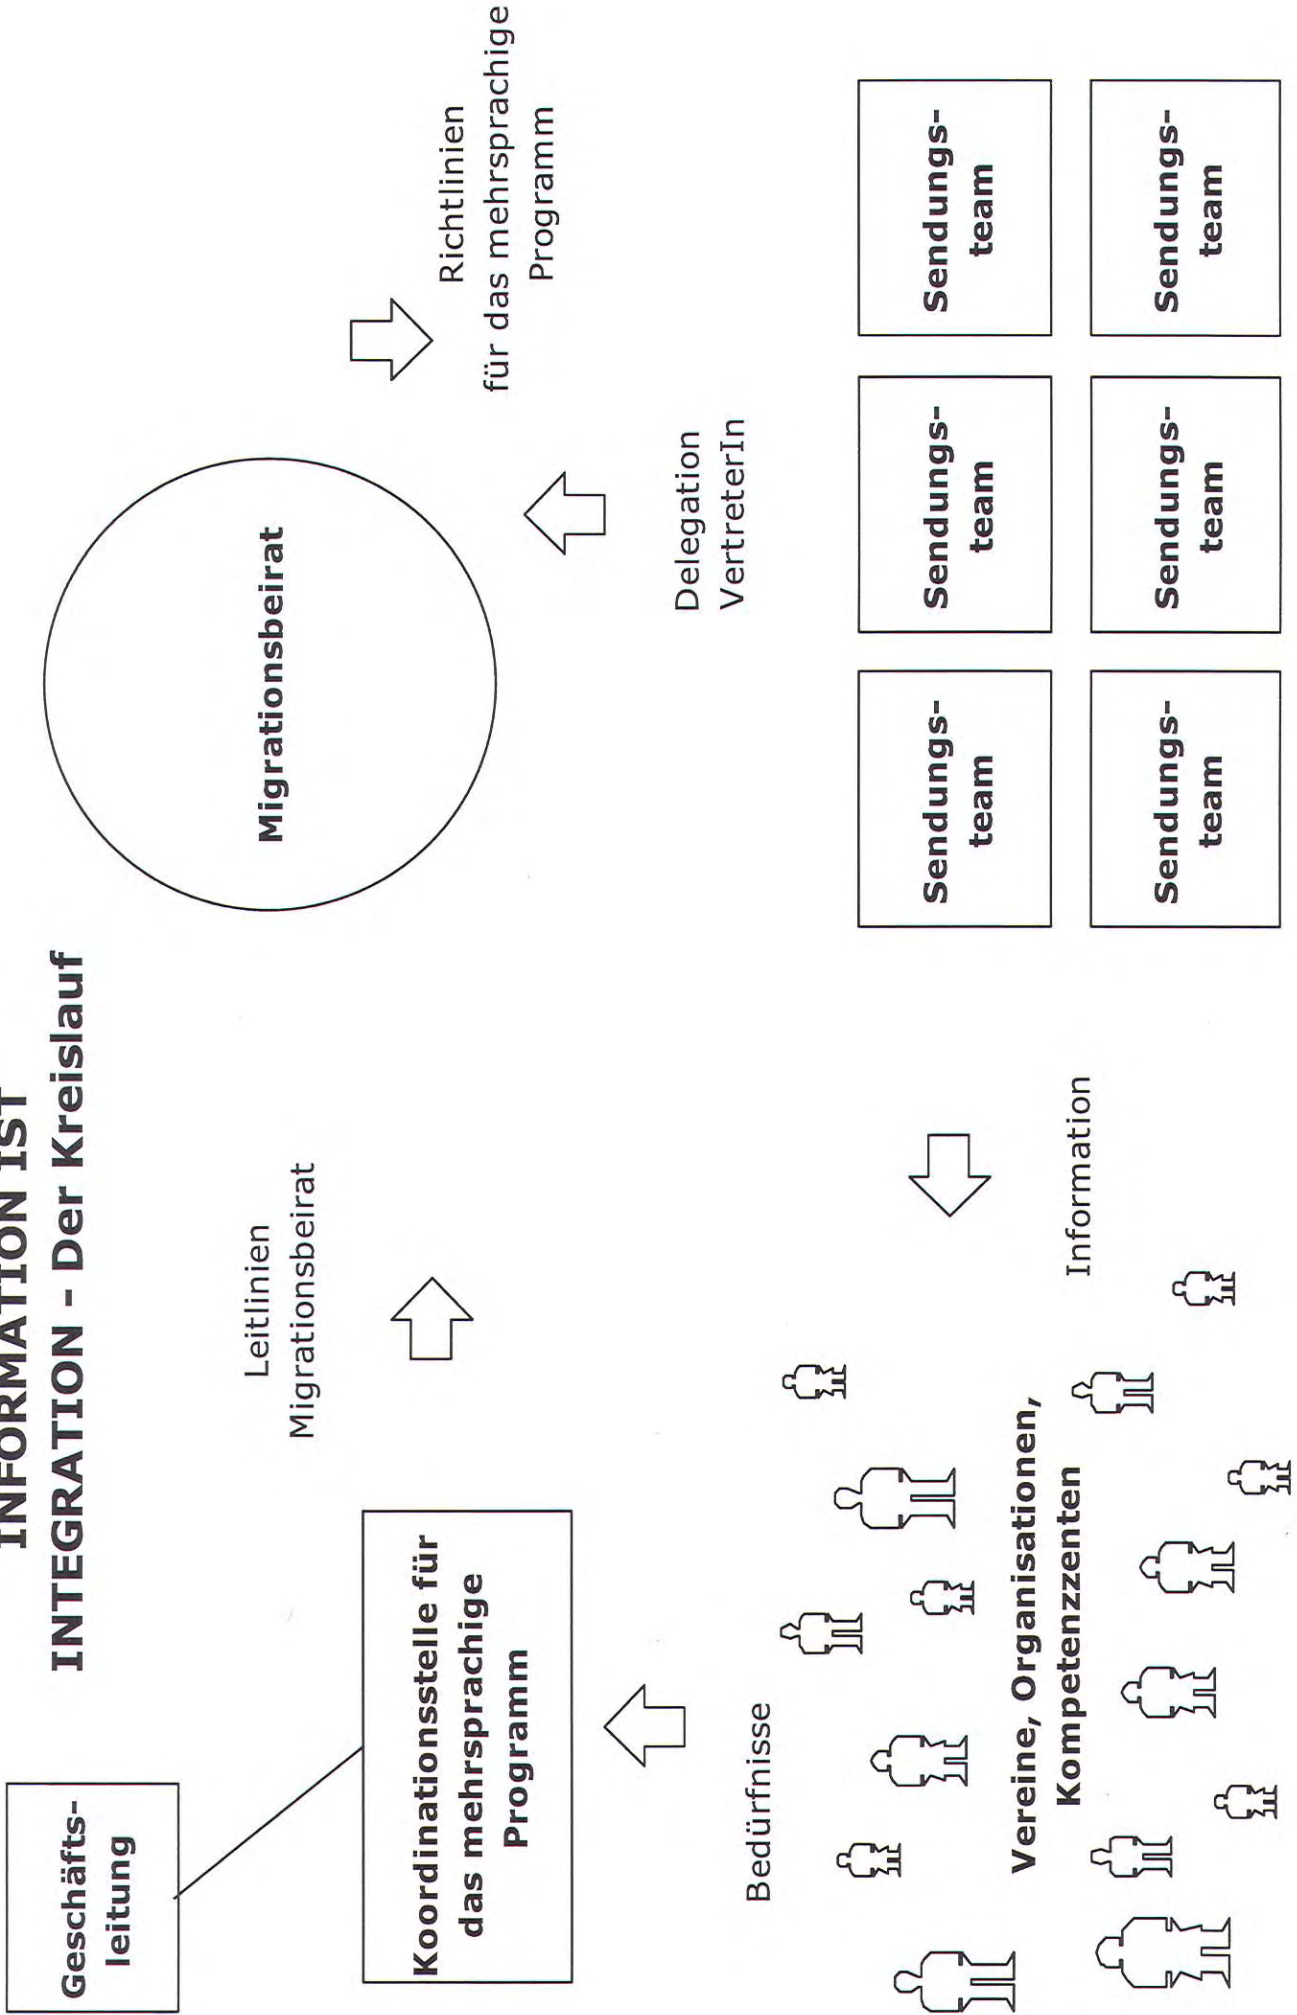 INFORMATION IST
INTEGRATION - Der Kreislauf
Geschäfts-
leitung
Koordinationsstelle für
das mehrsprachige
Programm
Leitlinien
Migrationsbeirat
Migrationsbeirat
Richtlinien
für das mehrsprachige
Programm
Delegation
VertreterIn
Bedürfnisse
Vereine, Organisationen,
Kompetenzzenten
Information
Sendungs-
team
Sendungs-
team
Sendungs-
team
Sendungs-
team
Sendungs-
team
Sendungs-
team